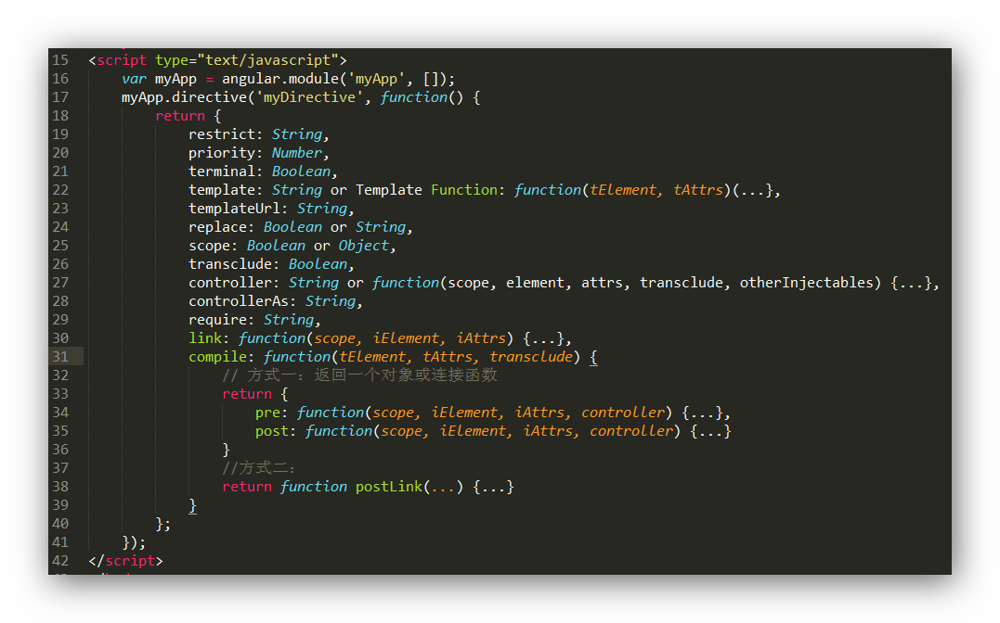 15 <script type="text/javascript">
16 var myApp = angular.module('myApp', []);
17 myApp.directive('myDirective', function() {
18 return {
19 restrict: String,
20 priority: Number,
21 terminal: Boolean,
22 template: String or Template Function: function(tElement, tAttrs)(...},
23 templateUrl: String,
24 replace: Boolean or String,
25 scope: Boolean or Object,
26 transclude: Boolean,
27 controller: String or function(scope, element, attrs, transclude, otherInjectables) {...},
28 controllerAs: String,
29 require: String,
30 link: function(scope, iElement, iAttrs) {...},
31 compile: function(tElement, tAttrs, transclude) {
32 // 方式一：返回一个对象或连接函数
33 return {
34 pre: function(scope, iElement, iAttrs, controller) {...},
35 post: function(scope, iElement, iAttrs, controller) {...}
36 }
37 //方式二：
38 return function postLink(...) {...}
39 }
40 };
41 });
42 </script>